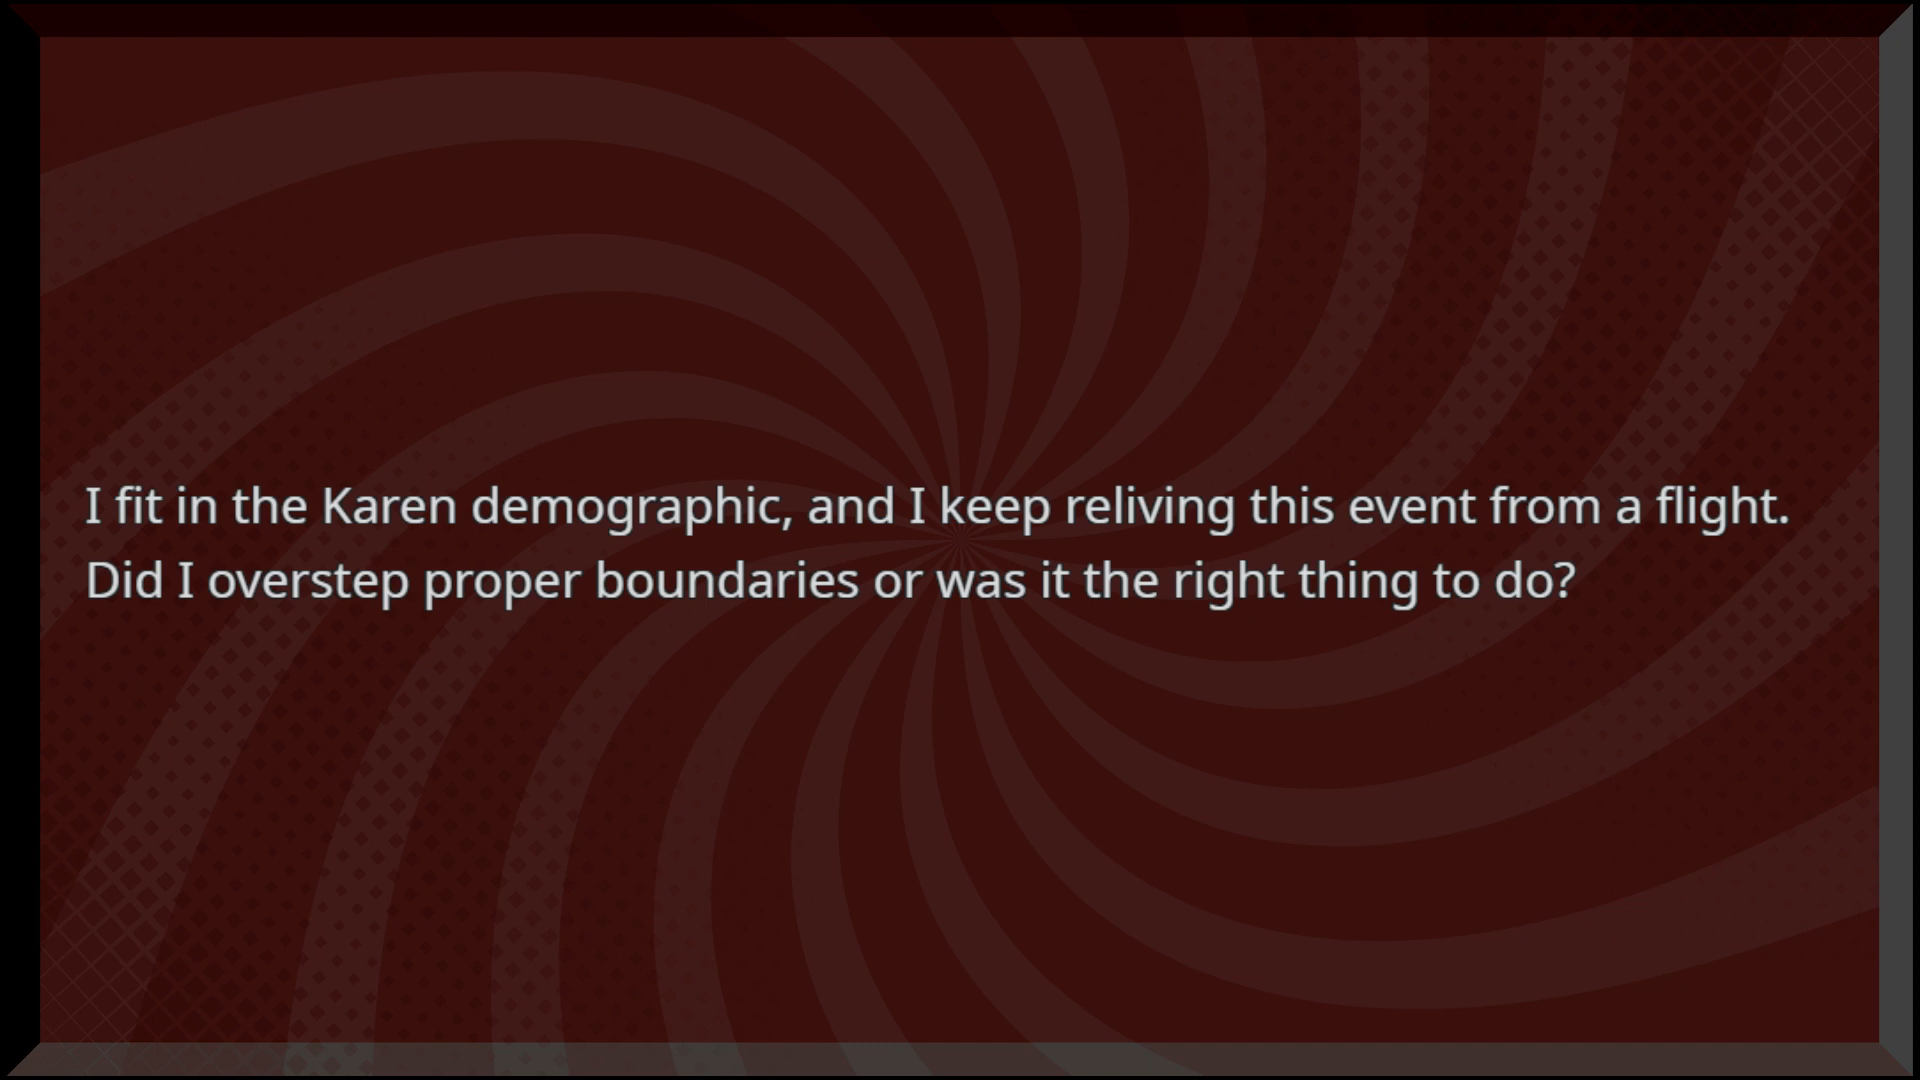 I fit in the Karen demographic, and I keep reliving this event from a flight.
Did I overstep proper boundaries or was it the right thing to do?